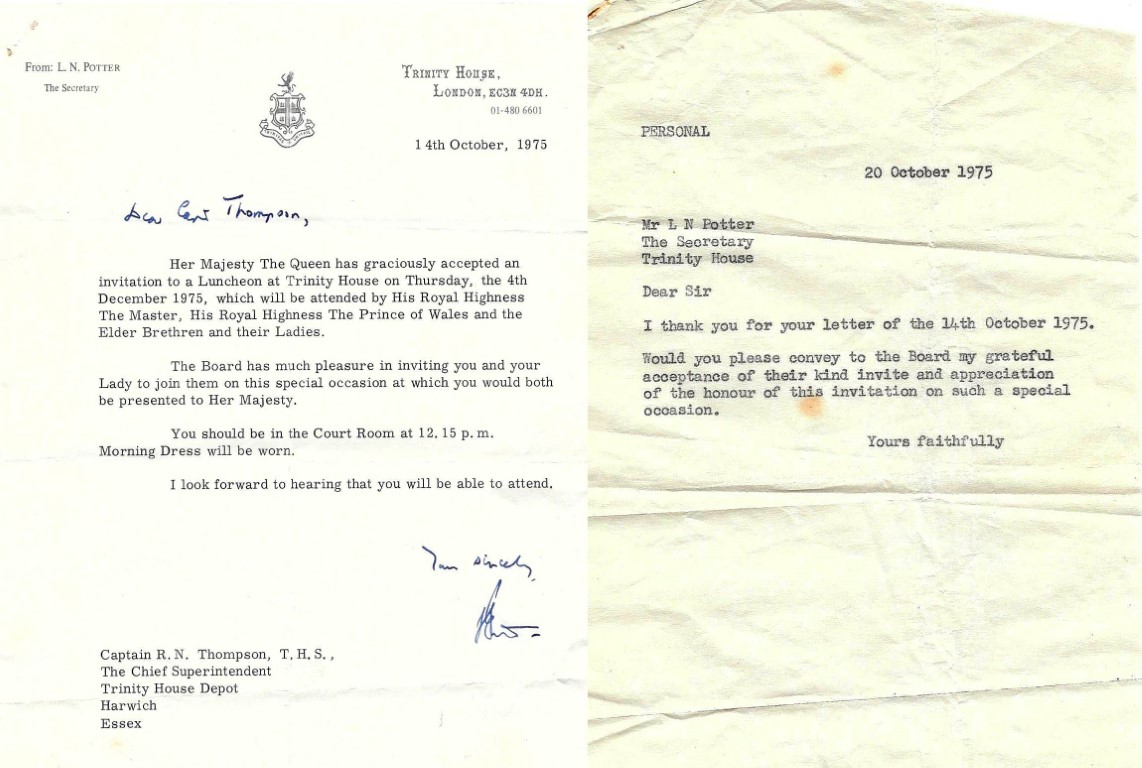 From: L. N. POTTER
The Secretary
TRINITY HOUSE,
LONDON, EC3N 4DH.
01-480 6601
14th October, 1975
Dear Capt Thompson,
Her Majesty The Queen has graciously accepted an
invitation to a Luncheon at Trinity House on Thursday, the 4th
December 1975, which will be attended by His Royal Highness
The Master, His Royal Highness The Prince of Wales and the
Elder Brethren and their Ladies.
The Board has much pleasure in inviting you and your
Lady to join them on this special occasion at which you would both
be presented to Her Majesty.
You should be in the Court Room at 12.15 p.m.
Morning Dress will be worn.
I look forward to hearing that you will be able to attend.
Yours sincerely,
Captain R.N. Thompson, T.H.S.,
The Chief Superintendent
Trinity House Depot
Harwich
Essex
PERSONAL
20 October 1975
Mr L N Potter
The Secretary
Trinity House
Dear Sir
I thank you for your letter of the 14th October 1975.
Would you please convey to the Board my grateful
acceptance of their kind invite and appreciation
of the honour of this invitation on such a special
occasion.
Yours faithfully